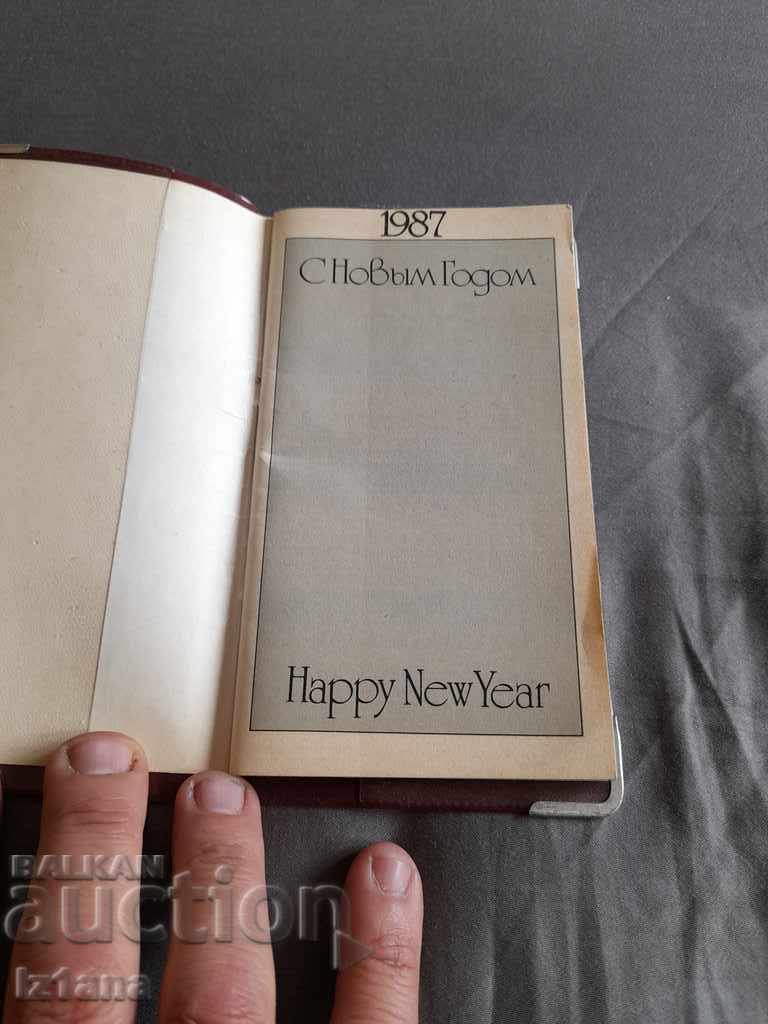 1987
С Новым Годом
Happy New Year
BALKAN
auction
Iz1ana